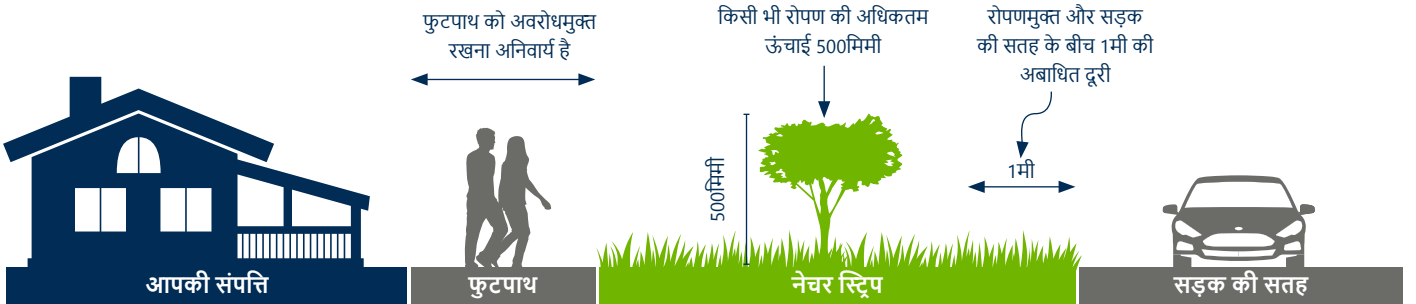 फुटपाथ को अवरोधमुक्त
रखना अनिवार्य है
किसी भी रोपण की अधिकतम
ऊंचाई 500मिमी
रोपणमुक्त और सड़क
की सतह के बीच 1मी की
अबाधित दूरी
500मिमी
1मी
आपकी संपत्ति
फुटपाथ
नेचर स्ट्रिप
सड़क की सतह